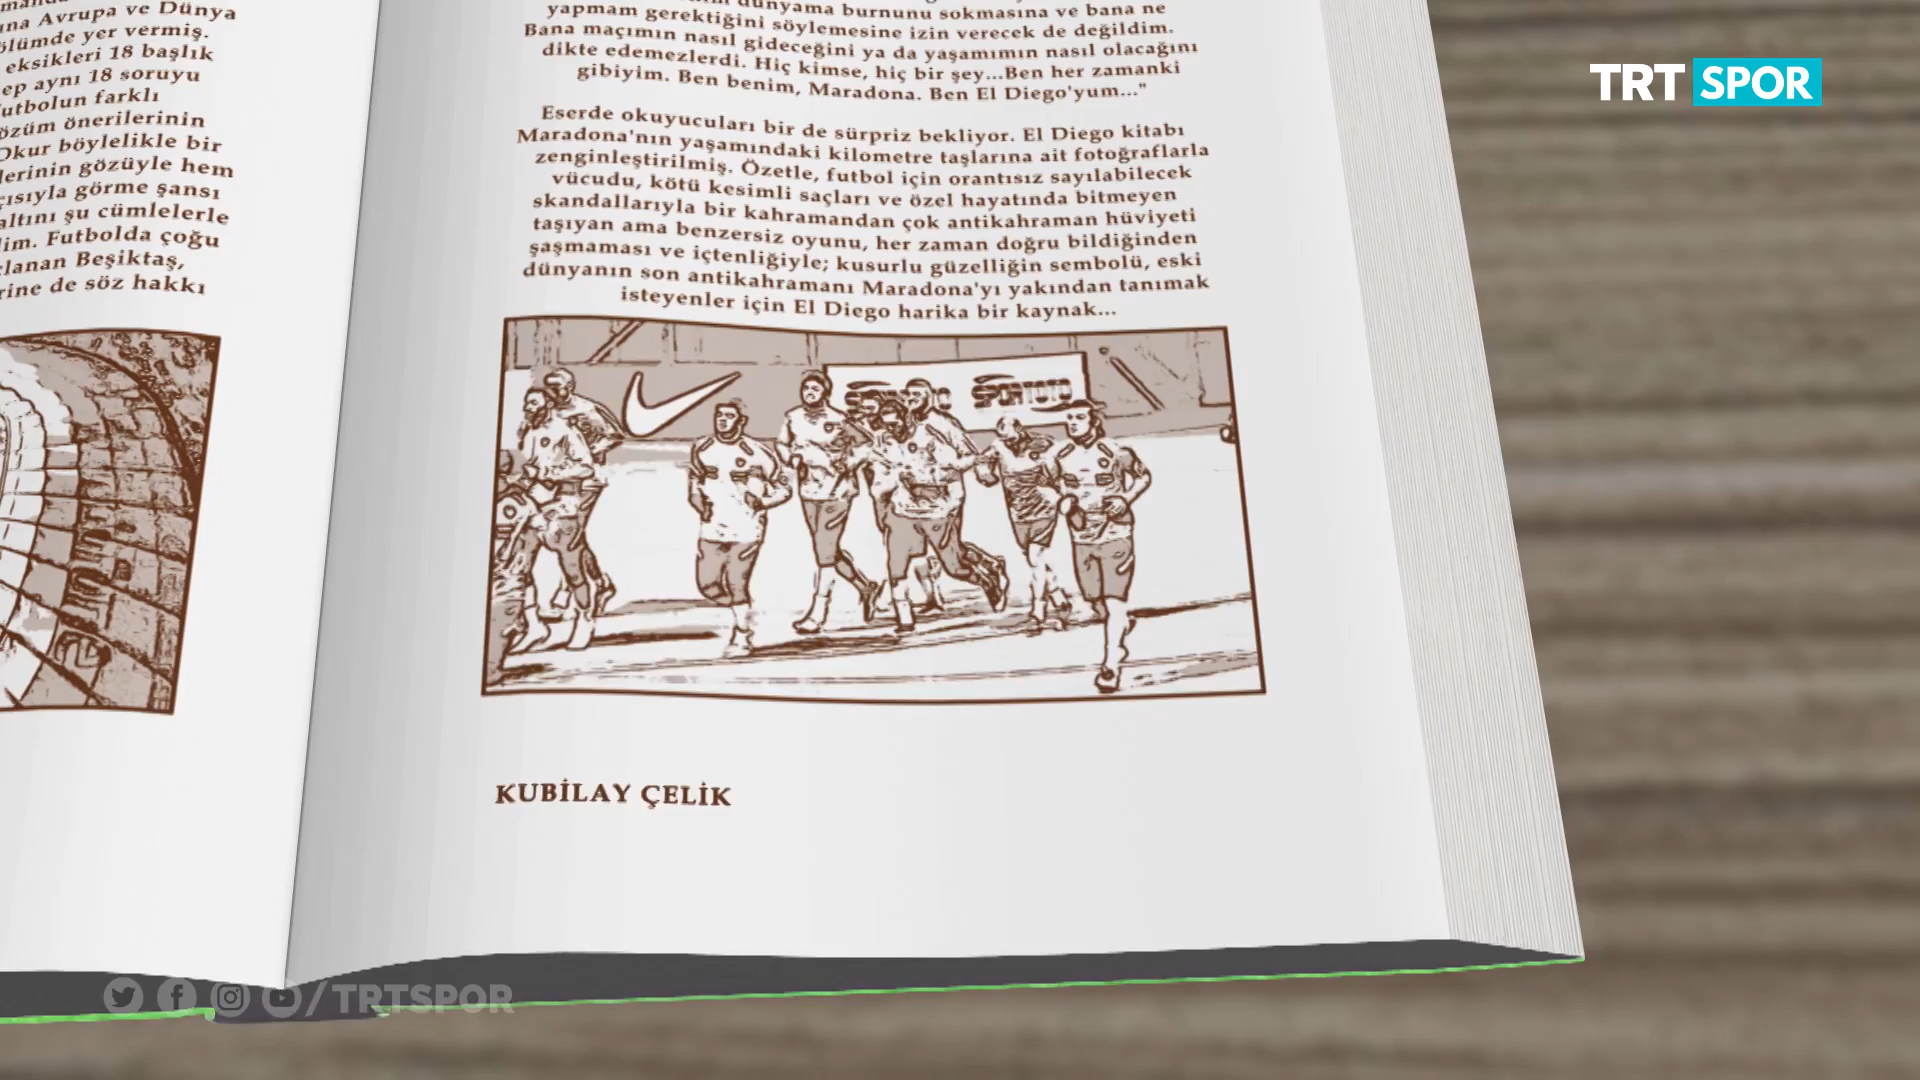 ına Avrupa ve Dünya
ölümde yer vermiş.
eksikleri 18 başlık
ep aynı 18 soruyu
futbolun farklı
özüm önerilerinin
Okur böylelikle bir
lerinin gözüyle hem
çısıyla görme şansı
altını şu cümlelerle
lim. Futbolda çoğu
çlanan Beşiktaş,
rine de söz hakkı
dünyama burnunu sokmasına ve bana ne
yapmam gerektiğini söylemesine izin verecek de değildim.
Bana maçımın nasıl gideceğini ya da yaşamımın nasıl olacağını
dikte edemezlerdi. Hiç kimse, hiç bir şey...Ben her zamanki
gibiyim. Ben benim, Maradona. Ben El Diego'yum..."
Eserde okuyucuları bir de sürpriz bekliyor. El Diego kitabı
Maradona'nın yaşamındaki kilometre taşlarına ait fotoğraflarla
zenginleştirilmiş. Özetle, futbol için orantısız sayılabilecek
vücudu, kötü kesimli saçları ve özel hayatında bitmeyen
skandallarıyla bir kahramandan çok antikahraman hüviyeti
taşıyan ama benzersiz oyunu, her zaman doğru bildiğinden
şaşmaması ve içtenliğiyle; kusurlu güzelliğin sembolü, eski
dünyanın son antikahramanı Maradona'yı yakından tanımak
isteyenler için El Diego harika bir kaynak...
SPORTOTO
KUBİLAY ÇELİK
TRT SPOR
/TRTSPOR